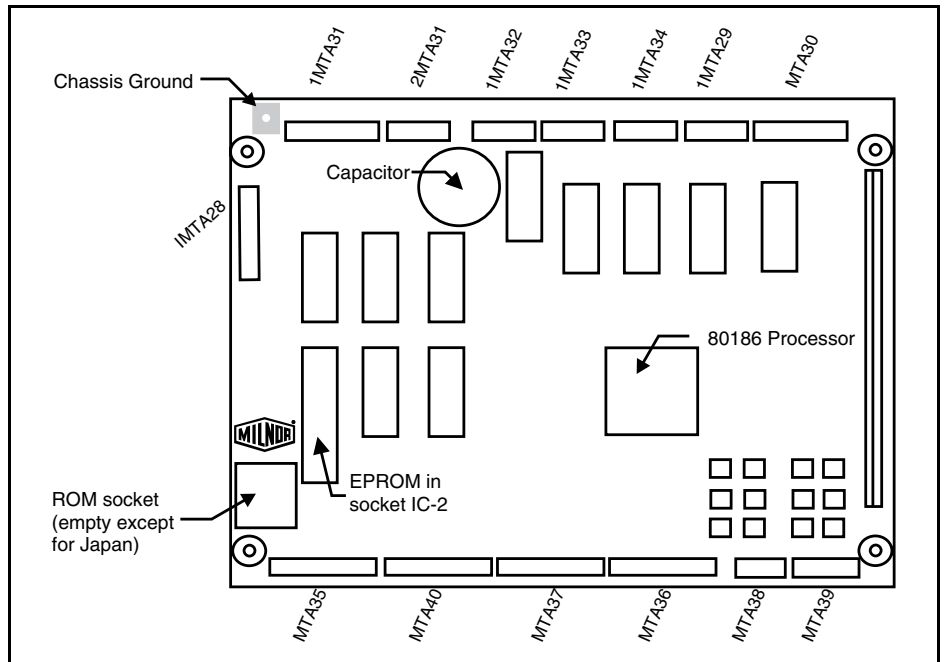 1MTA31
2MTA31
1MTA32
1MTA33
1MTA34
1MTA29
MTA30
Chassis Ground
Capacitor
IMTA28
80186 Processor
MILNOR
EPROM in
socket IC-2
ROM socket
(empty except
for Japan)
MTA35
MTA40
MTA37
MTA36
MTA38
MTA39